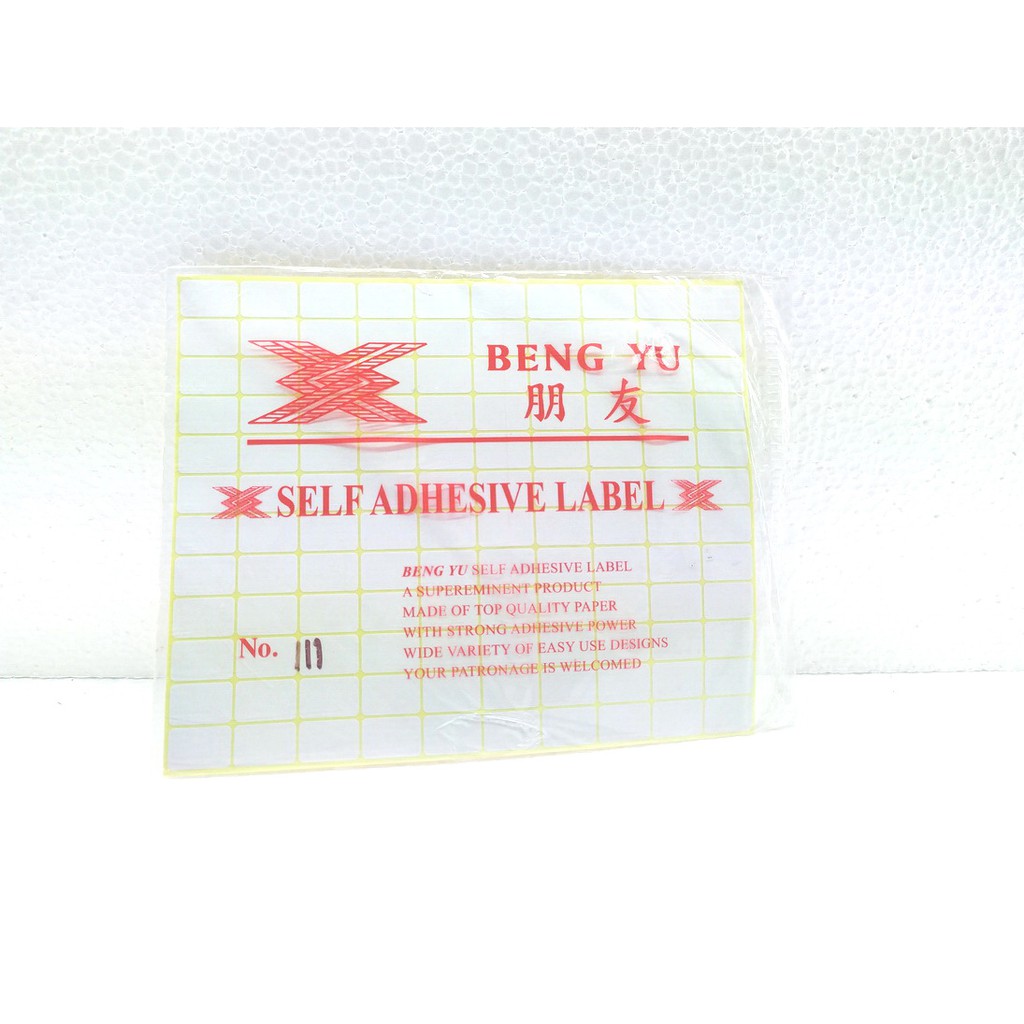 BENG YU
朋友
SELF ADHESIVE LABEL
BENG YU SELF ADHESIVE LABEL
A SUPEREMINENT PRODUCT
MADE OF TOP QUALITY PAPER
WITH STRONG ADHESIVE POWER
WIDE VARIETY OF EASY USE DESIGNS
YOUR PATRONAGE IS WELCOMED
No. 111